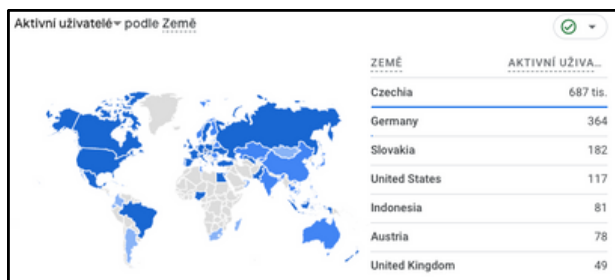 Aktivní uživatelé podle Země
ZEMĚ AKTIVNÍ UŽIVA...
Czechia 687 tis.
Germany 364
Slovakia 182
United States 117
Indonesia 81
Austria 78
United Kingdom 49